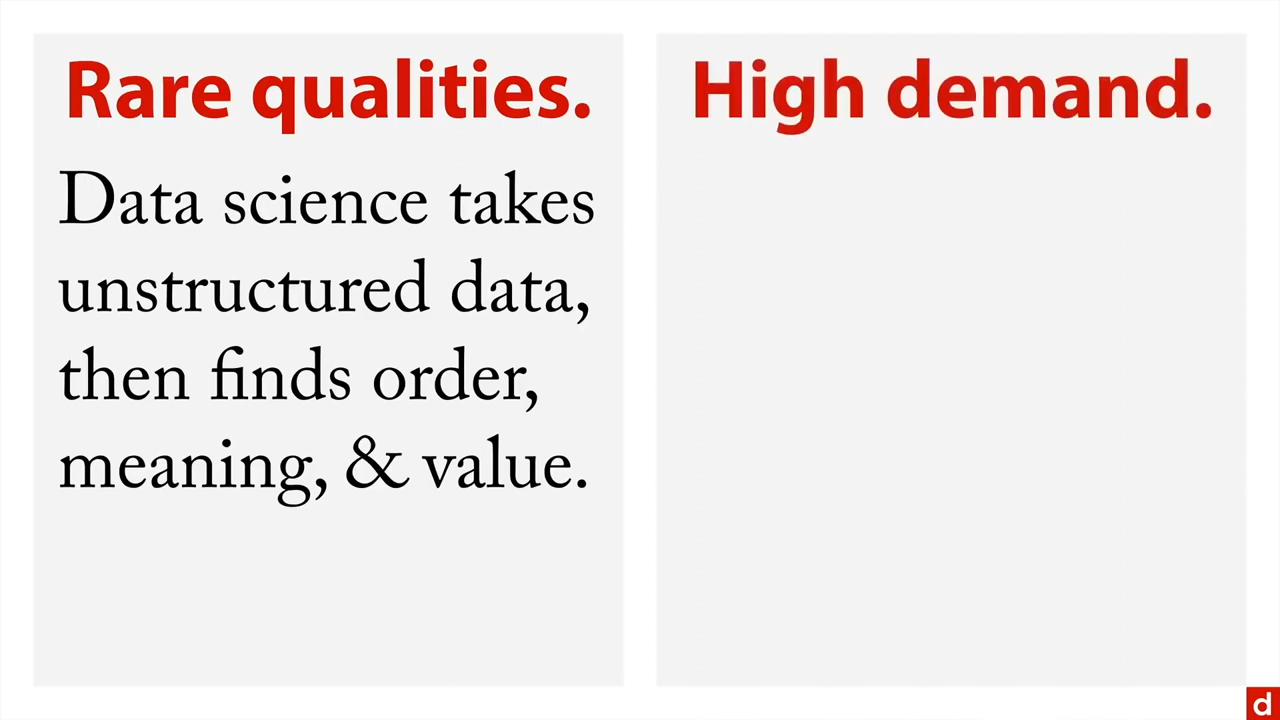 Rare qualities.
Data science takes
unstructured data,
then finds order,
meaning, & value.
High demand.
d